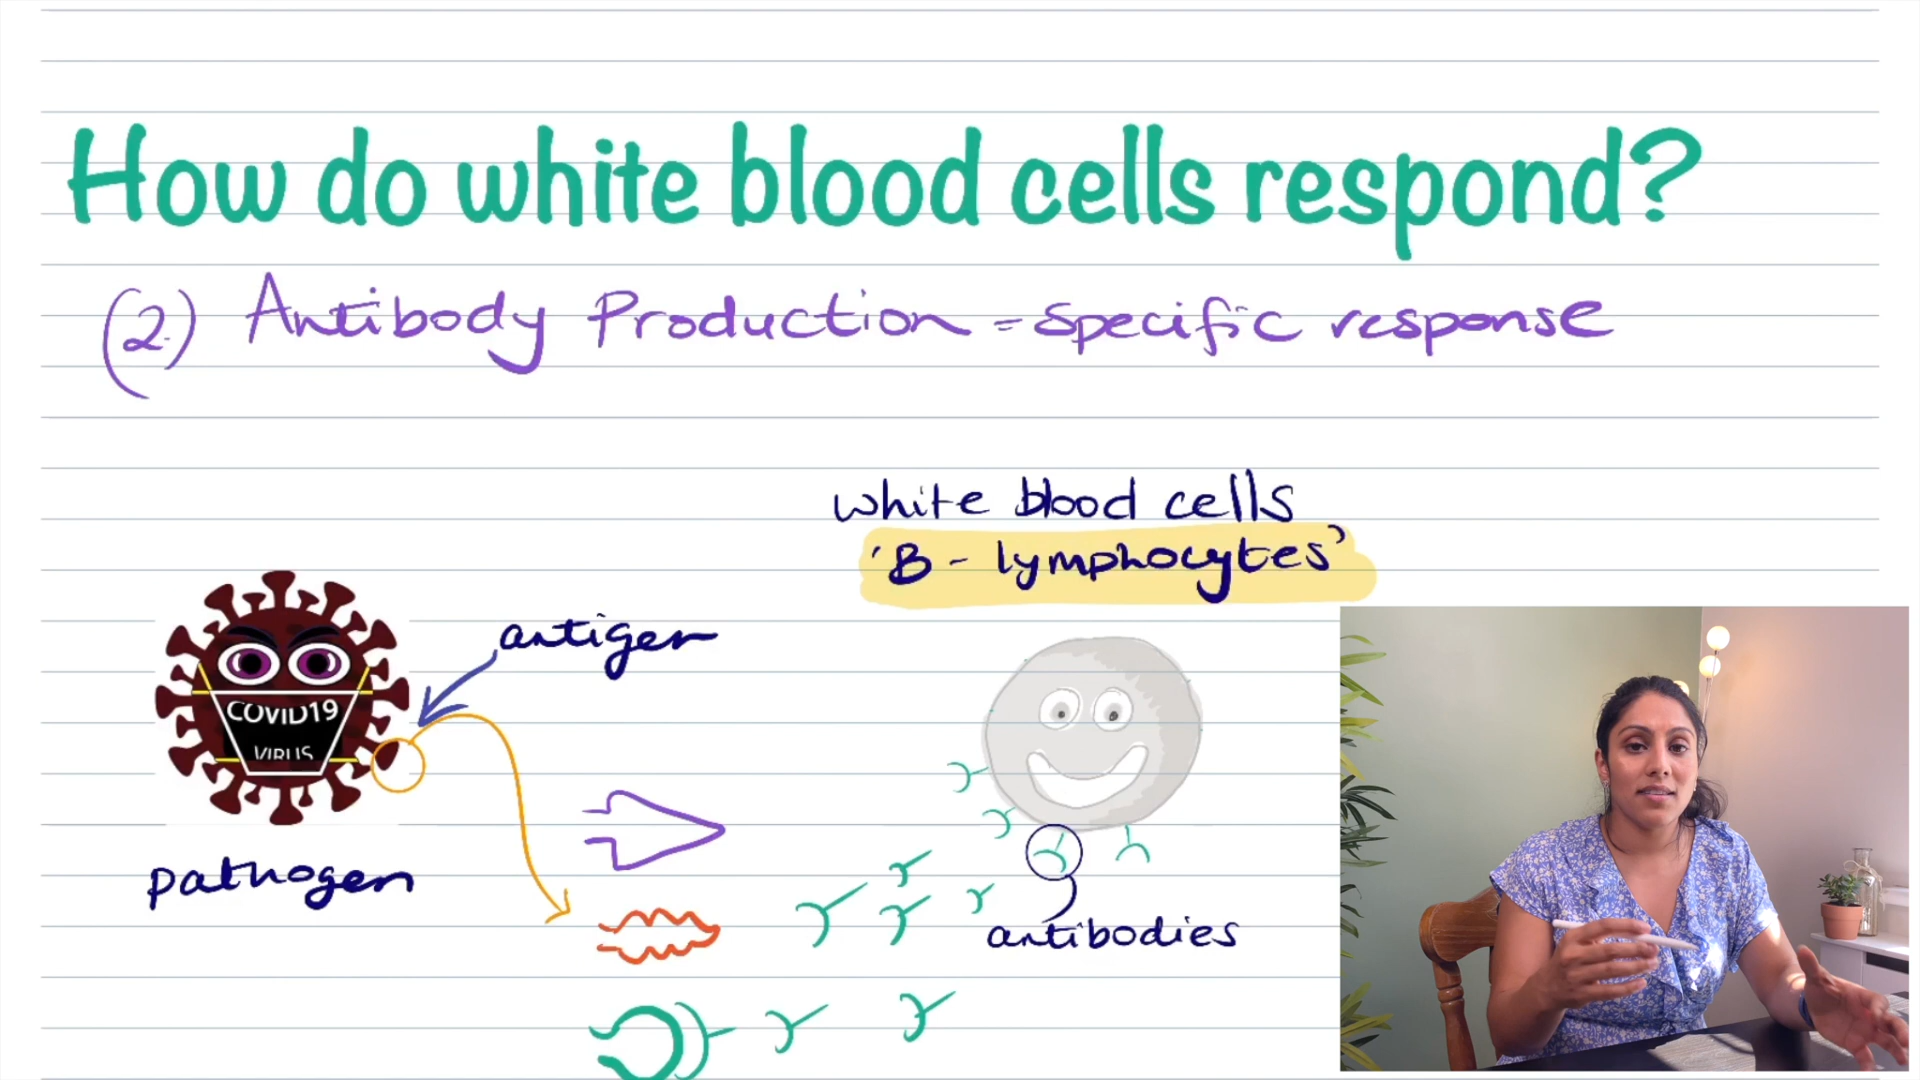 How do white blood cells respond?
(2.) Antibody Production = specific response
white blood cells
'B - lymphocytes'
antigen
COVID19
VIRUS
pathogen
antibodies